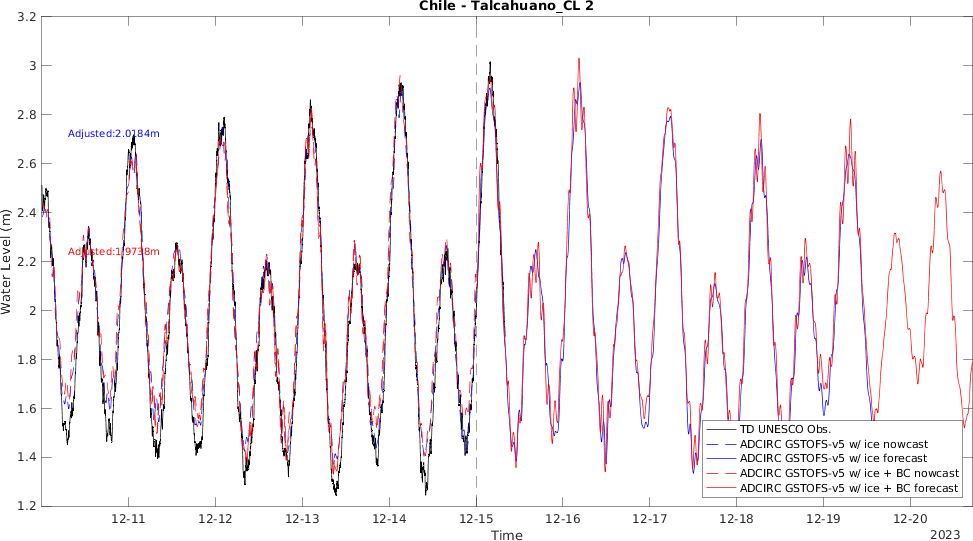 Chile - Talcahuano_CL 2
3.2
3
2.8
2.6
2.4
2.2
2
1.8
1.6
1.4
1.2
Water Level (m)
Adjusted:2.0184m
Adjusted:1.9738m
TD UNESCO Obs.
ADCIRC GSTOFS-v5 w/ ice nowcast
ADCIRC GSTOFS-v5 w/ ice forecast
ADCIRC GSTOFS-v5 w/ ice + BC nowcast
ADCIRC GSTOFS-v5 w/ ice + BC forecast
12-11
12-12
12-13
12-14
12-15
12-16
12-17
12-18
12-19
12-20
Time
2023